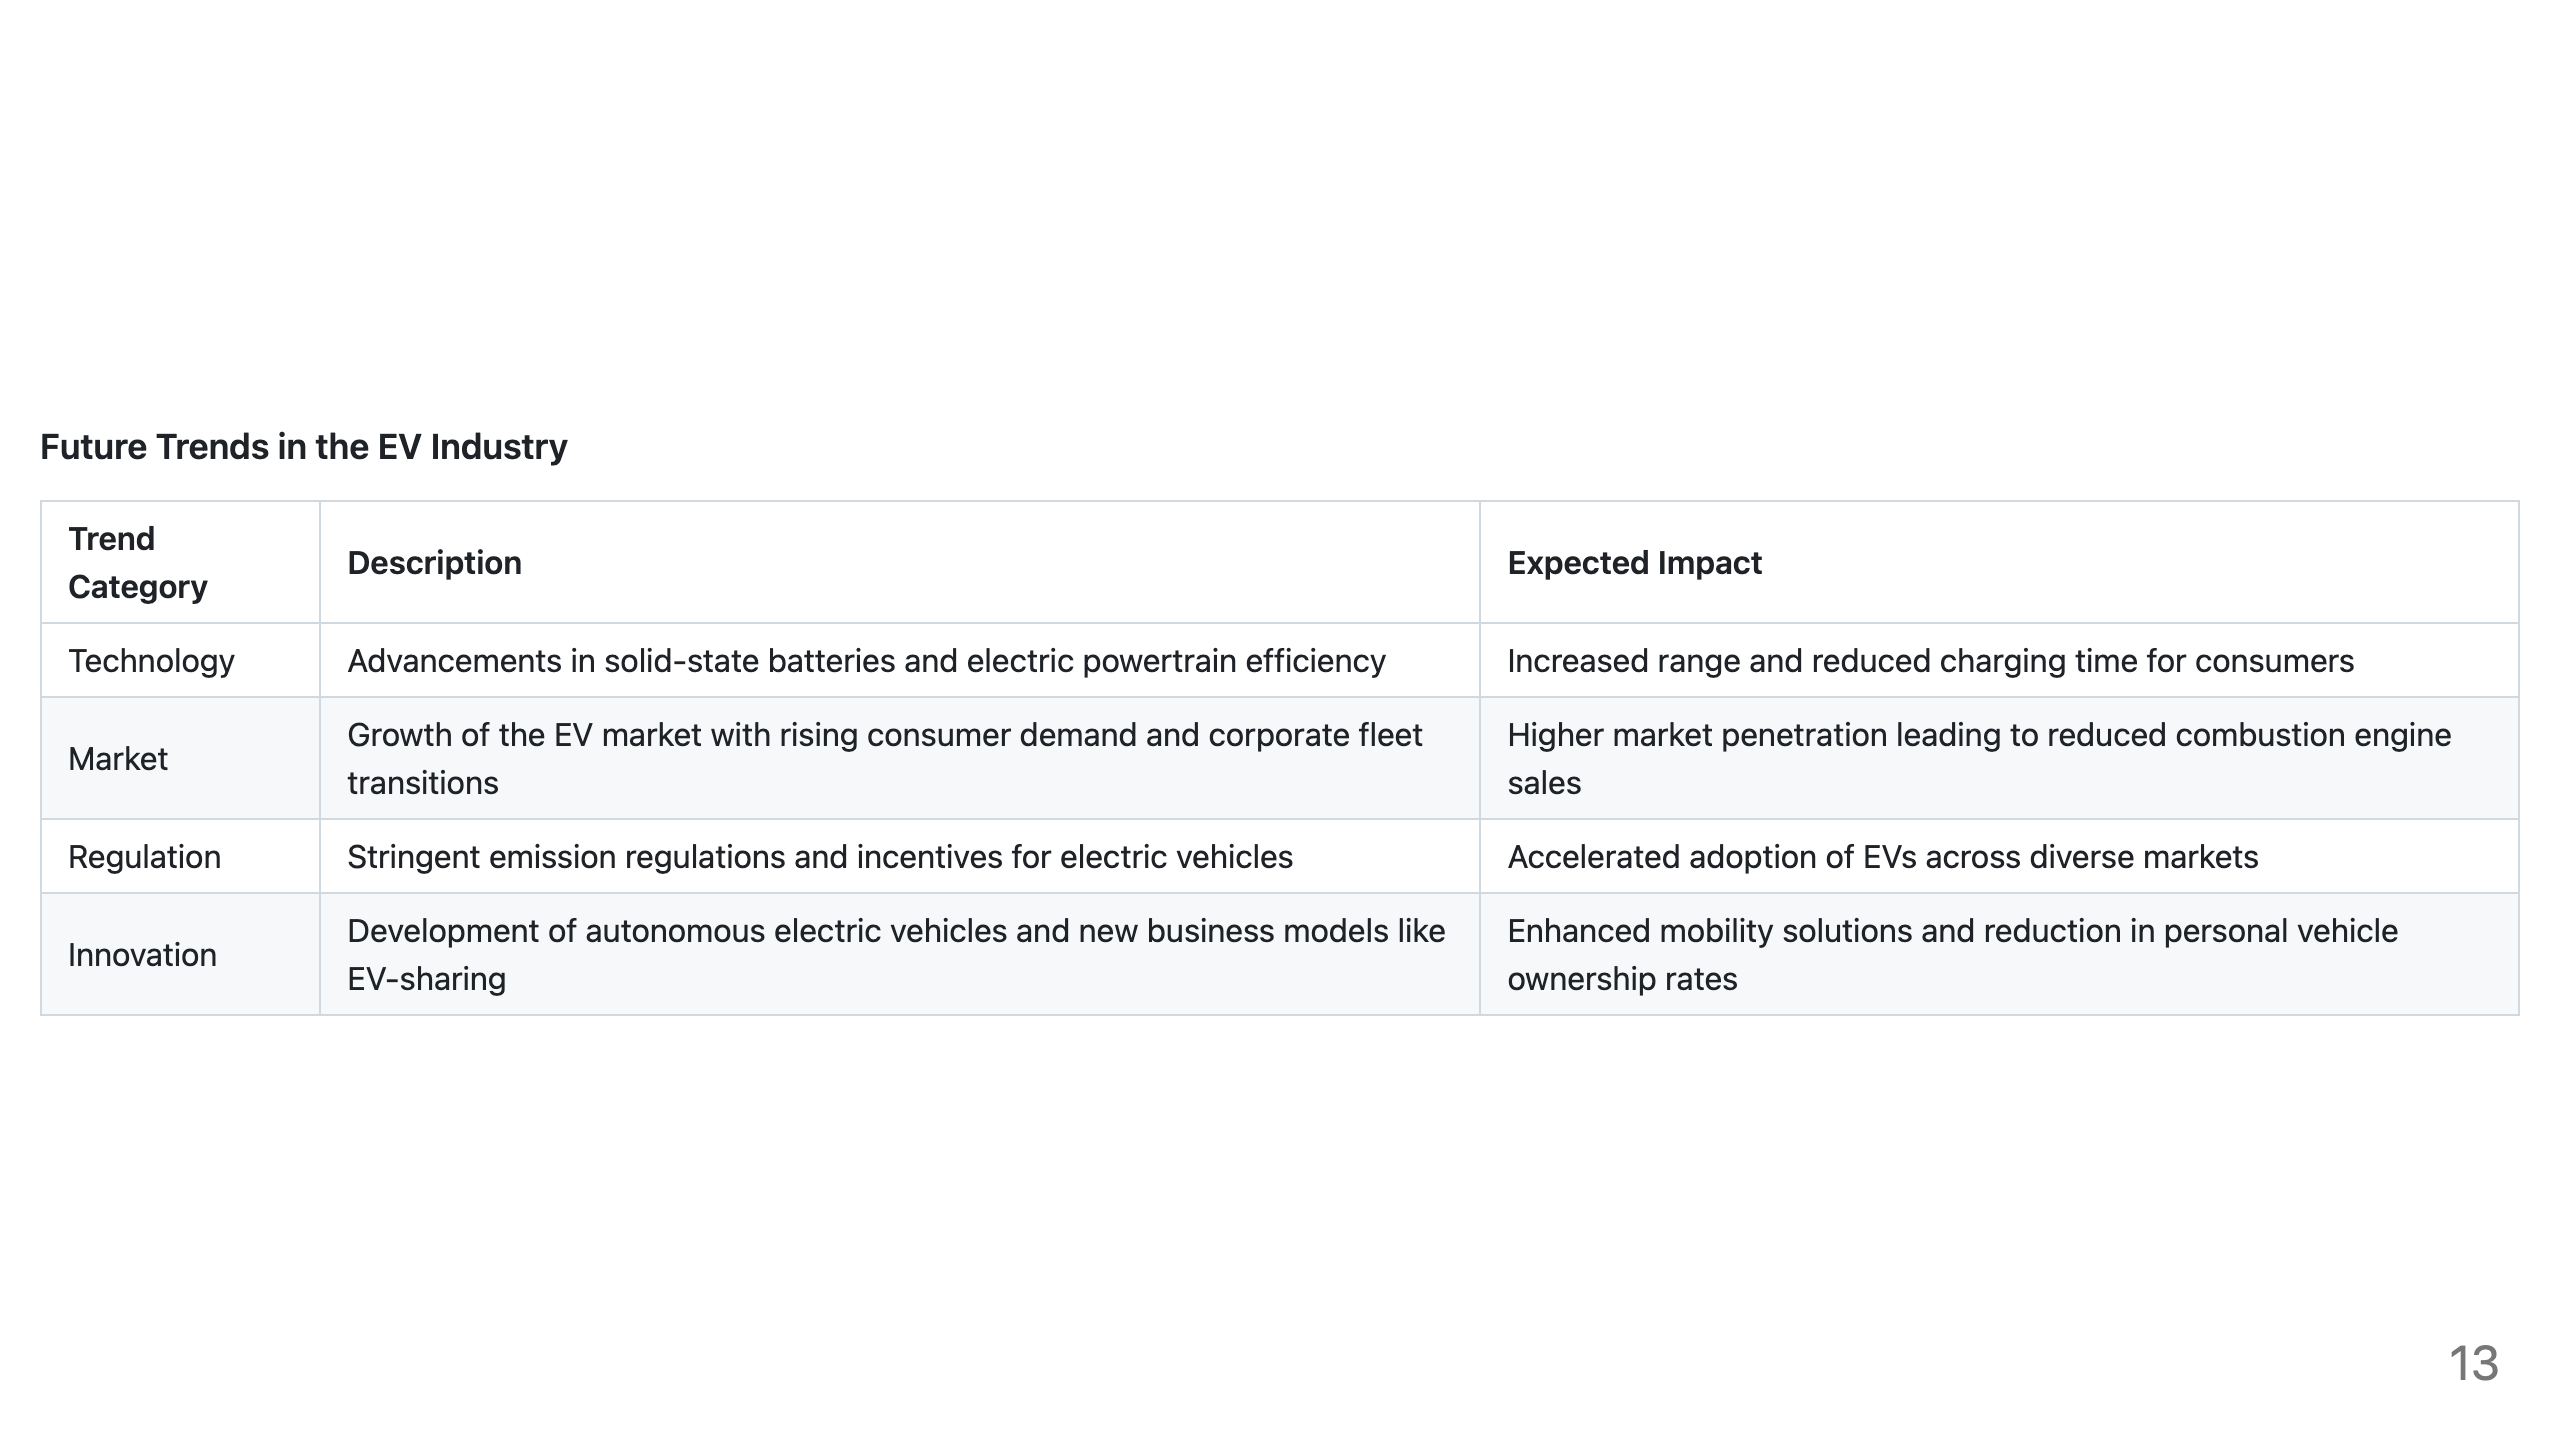 Future Trends in the EV Industry
Trend
Category
Description
Expected Impact
Technology
Advancements in solid-state batteries and electric powertrain efficiency
Increased range and reduced charging time for consumers
Market
Growth of the EV market with rising consumer demand and corporate fleet
transitions
Higher market penetration leading to reduced combustion engine
sales
Regulation
Stringent emission regulations and incentives for electric vehicles
Accelerated adoption of EVs across diverse markets
Innovation
Development of autonomous electric vehicles and new business models like
EV-sharing
Enhanced mobility solutions and reduction in personal vehicle
ownership rates
13